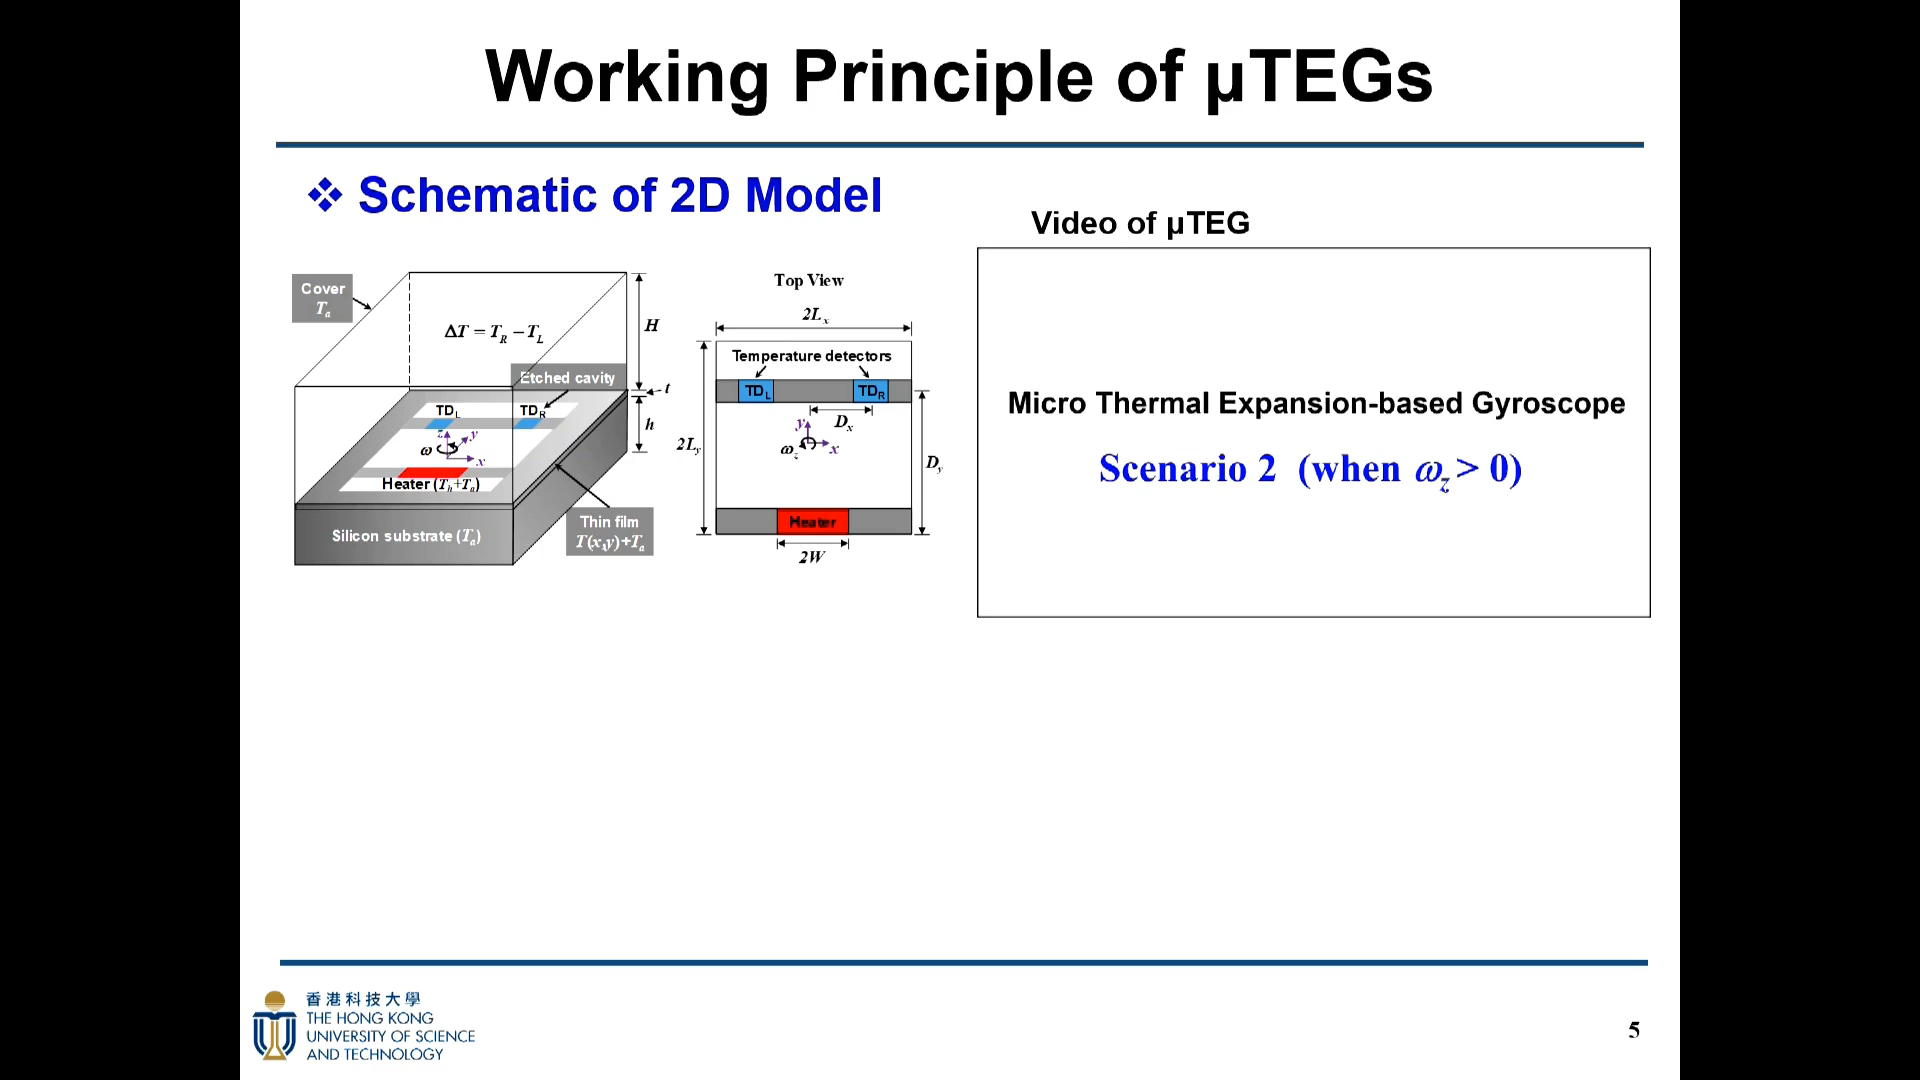 Working Principle of µTEGs
❖ Schematic of 2D Model
Video of µTEG
Cover
Ta
ΔT = TR − TL
H
Etched cavity
t
TDL
TDR
h
z
y
ω
x
Heater (Th+Ta)
Silicon substrate (Ta)
Thin film
T(x,y)+Ta
Top View
2Lx
Temperature detectors
TDL
TDR
y
Dx
ωz
x
2Ly
Dy
Heater
2W
Micro Thermal Expansion-based Gyroscope
Scenario 2 (when ωz > 0)
香港科技大學
THE HONG KONG
UNIVERSITY OF SCIENCE
AND TECHNOLOGY
5